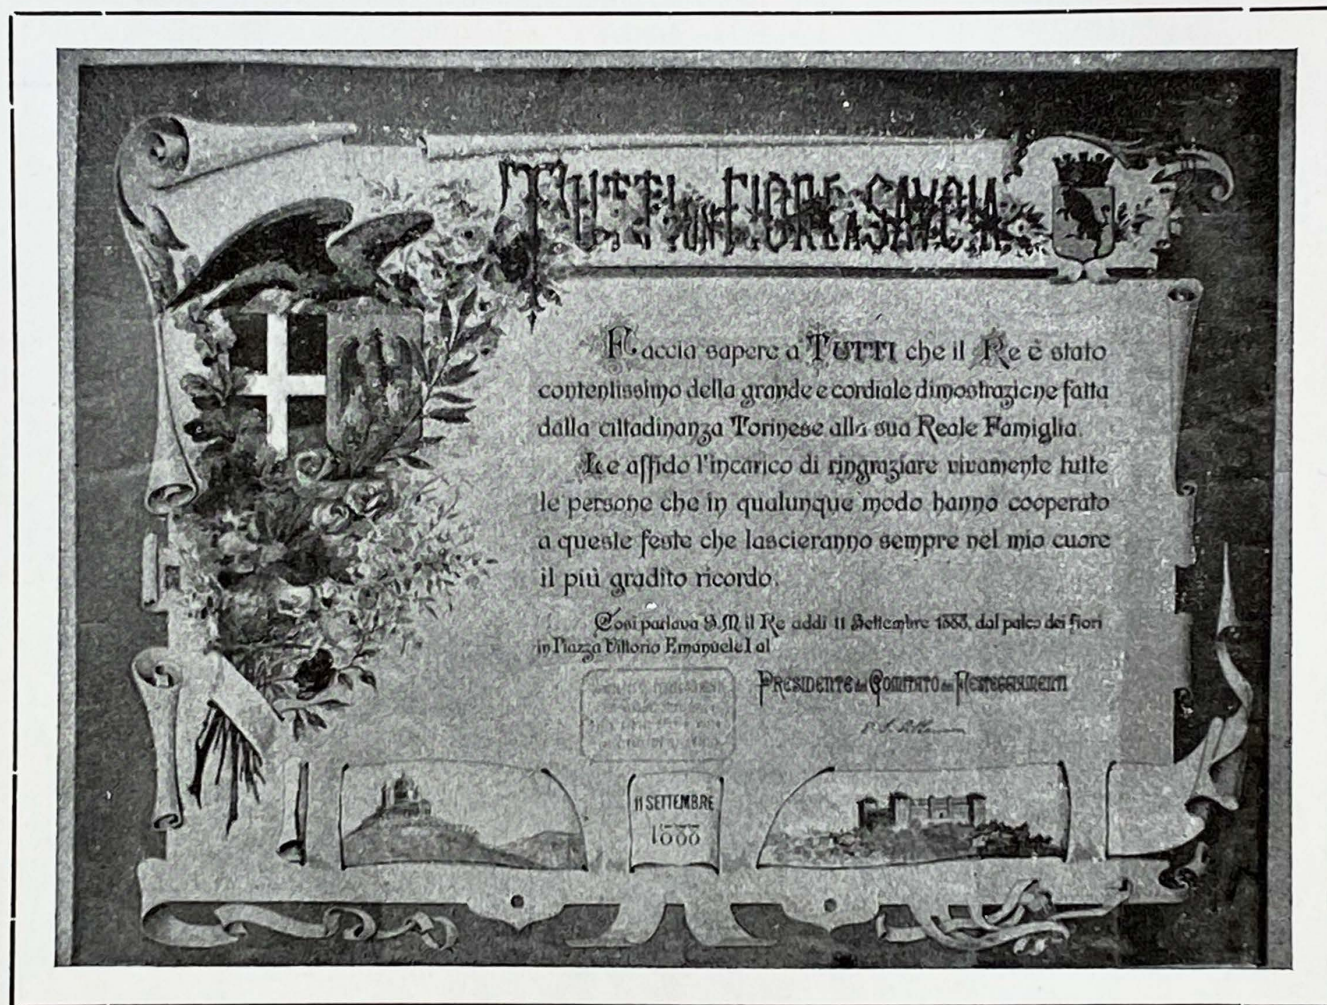 TUTTI UN FIORE A SAVOIA
Faccia sapere a TUTTI che il Re è stato
contentissimo della grande e cordiale dimostrazione fatta
dalla cittadinanza Torinese alla sua Reale Famiglia.
Le affido l'incarico di ringraziare vivamente tutte
le persone che in qualunque modo hanno cooperato
a queste feste che lascieranno sempre nel mio cuore
il più gradito ricordo.
Così parlava S. M. il Re addi 11 Settembre 1888, dal palco dei fiori
in Piazza Vittorio Emanuele I al
PRESIDENTE del COMITATO dei FESTEGGIAMENTI
11 SETTEMBRE
1888